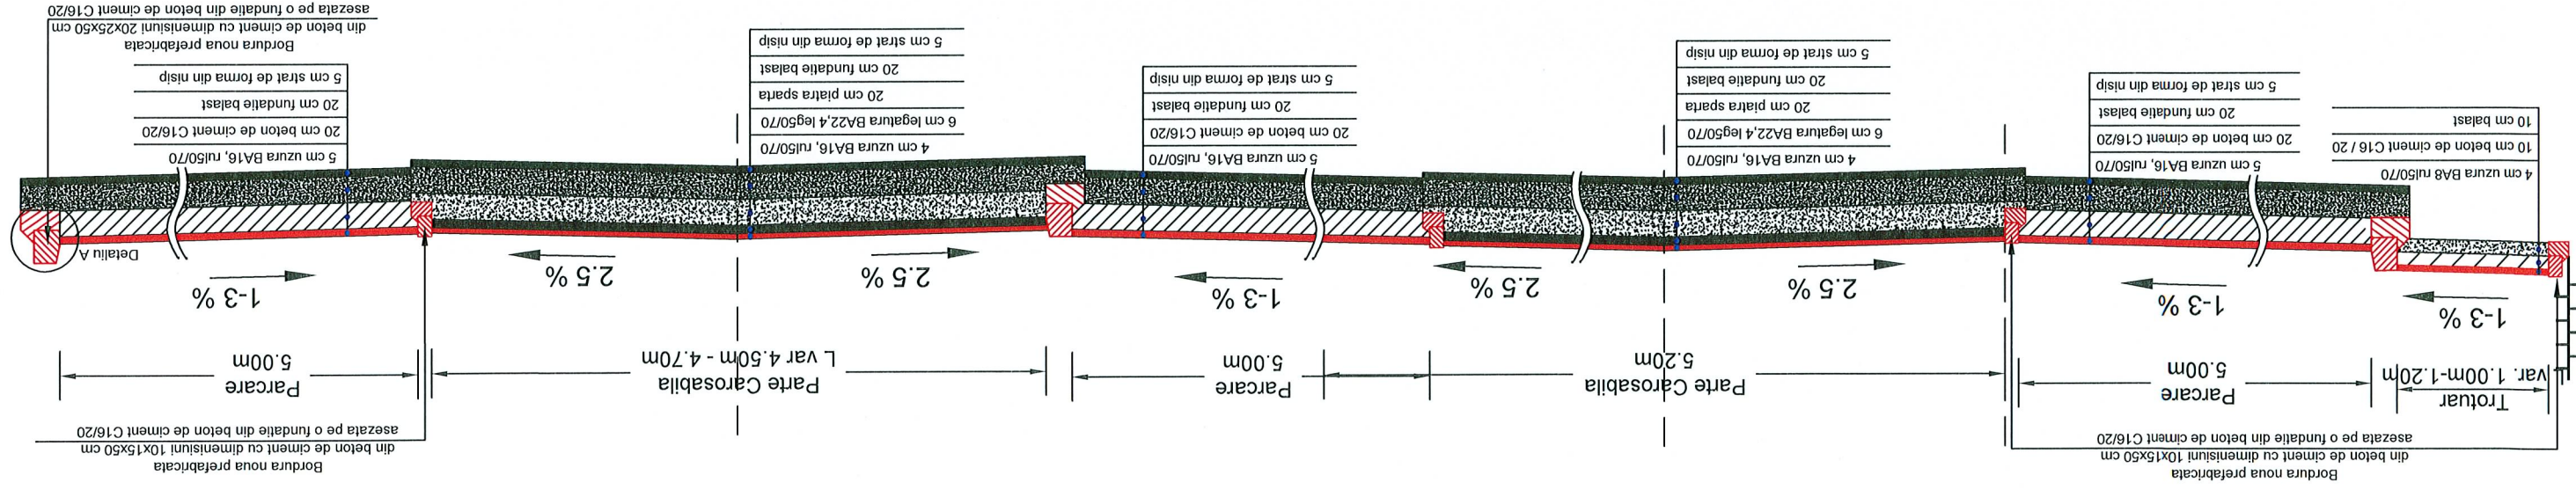 Bordura noua prefabricata
din beton de ciment cu dimenisiuni 10x15x50 cm
asezata pe o fundatie din beton de ciment C16/20
Bordura noua prefabricata
din beton de ciment cu dimenisiuni 10x15x50 cm
asezata pe o fundatie din beton de ciment C16/20
Trotuar
L var. 1.00m-1.20m
Parcare
5.00m
Parte Carosabila
5.20m
Parcare
5.00m
Parte Carosabila
L var 4.50m - 4.70m
Parcare
5.00m
1-3 %
1-3 %
2.5 %
2.5 %
1-3 %
2.5 %
2.5 %
1-3 %
Detaliu A
4 cm uzura BA8 rul50/70
10 cm beton de ciment C16 / 20
10 cm balast
5 cm uzura BA16, rul50/70
20 cm beton de ciment C16/20
20 cm fundatie balast
5 cm strat de forma din nisip
4 cm uzura BA16, rul50/70
6 cm legatura BA22,4 leg50/70
20 cm piatra sparta
20 cm fundatie balast
5 cm strat de forma din nisip
5 cm uzura BA16, rul50/70
20 cm beton de ciment C16/20
20 cm fundatie balast
5 cm strat de forma din nisip
4 cm uzura BA16, rul50/70
6 cm legatura BA22,4 leg50/70
20 cm piatra sparta
20 cm fundatie balast
5 cm strat de forma din nisip
5 cm uzura BA16, rul50/70
20 cm beton de ciment C16/20
20 cm fundatie balast
5 cm strat de forma din nisip
Bordura noua prefabricata
din beton de ciment cu dimensiuni 20x25x50 cm
asezata pe o fundatie din beton de ciment C16/20